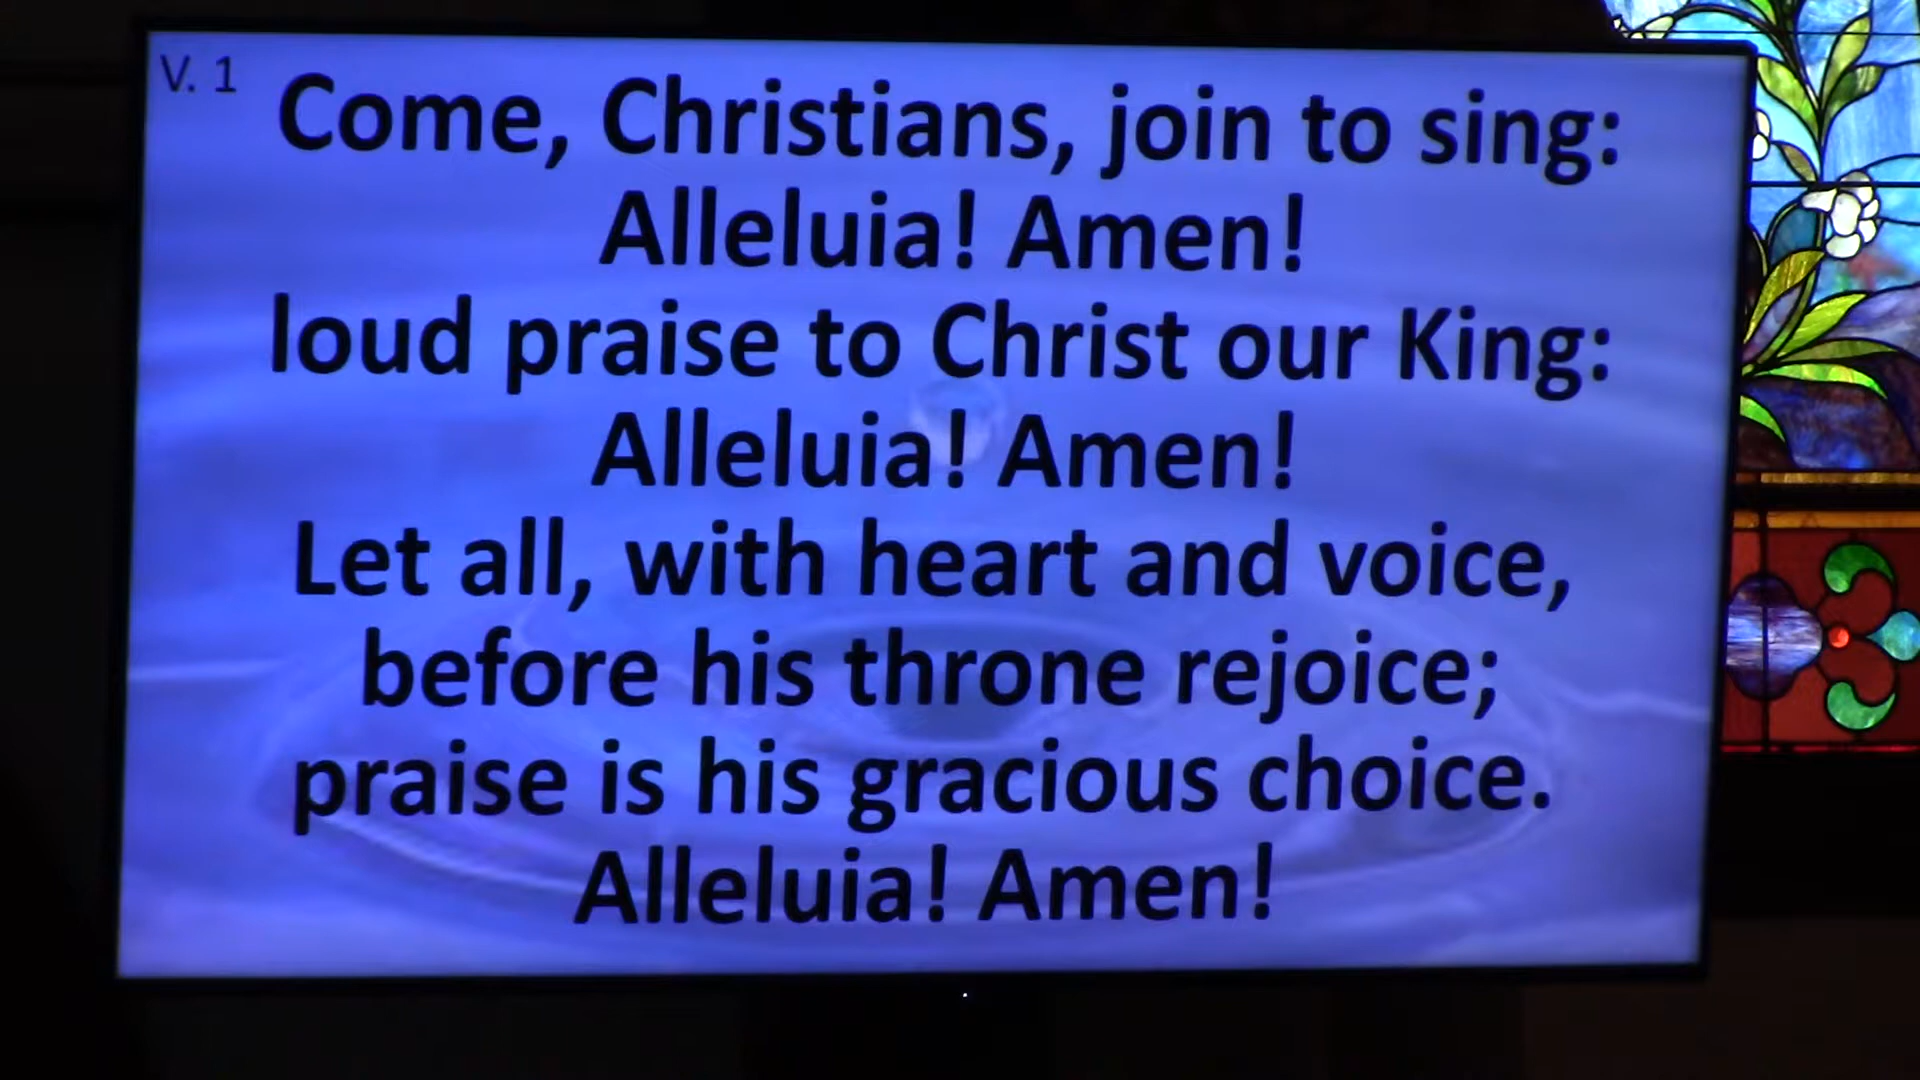 V. 1
Come, Christians, join to sing:
Alleluia! Amen!
loud praise to Christ our King:
Alleluia! Amen!
Let all, with heart and voice,
before his throne rejoice;
praise is his gracious choice.
Alleluia! Amen!